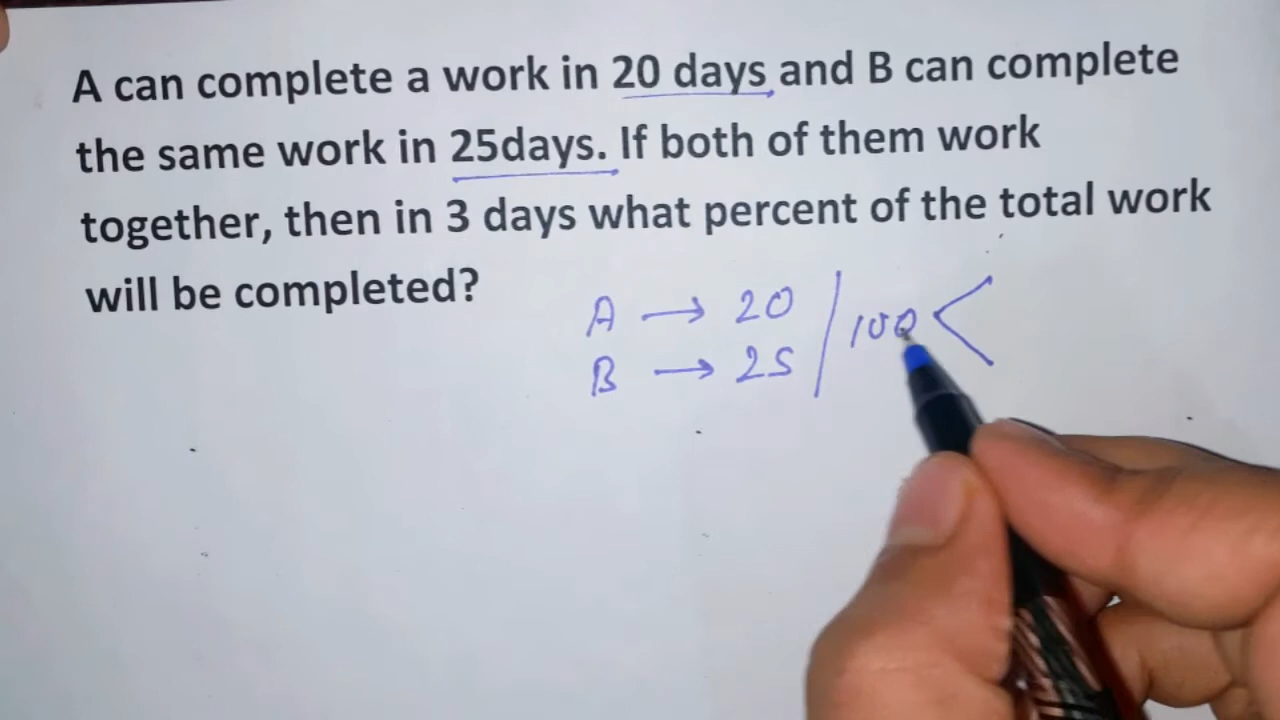 A can complete a work in 20 days and B can complete
the same work in 25days. If both of them work
together, then in 3 days what percent of the total work
will be completed?
A → 20
B → 25
100